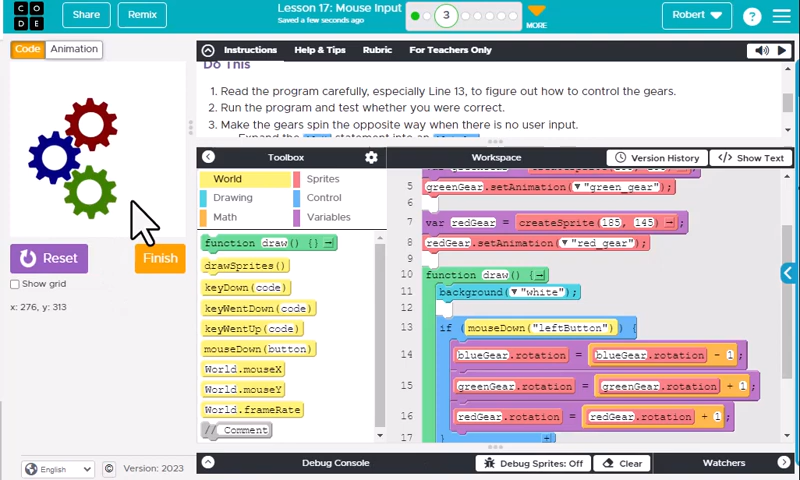 C O
D E
Share
Remix
Lesson 17: Mouse Input
Saved a few seconds ago
3
MORE
Robert
?
Code
Animation
Instructions
Help & Tips
Rubric
For Teachers Only
Do This
1. Read the program carefully, especially Line 13, to figure out how to control the gears.
2. Run the program and test whether you were correct.
3. Make the gears spin the opposite way when there is no user input.
Toolbox
Workspace
Version History
</> Show Text
World
Sprites
Drawing
Control
Math
Variables
function draw() {}
drawSprites()
keyDown(code)
keyWentDown(code)
keyWentUp(code)
mouseDown(button)
World.mouseX
World.mouseY
World.frameRate
// Comment
5 greenGear.setAnimation("green_gear");
6
7 var redGear = createSprite(185, 145)
8 redGear.setAnimation("red_gear");
9
10 function draw() {
11 background("white");
12
13 if (mouseDown("leftButton")) {
14 blueGear.rotation = blueGear.rotation - 1;
15 greenGear.rotation = greenGear.rotation + 1;
16 redGear.rotation = redGear.rotation + 1;
17 }
Reset
Finish
Show grid
x: 276, y: 313
English
©
Version: 2023
Debug Console
Debug Sprites: Off
Clear
Watchers